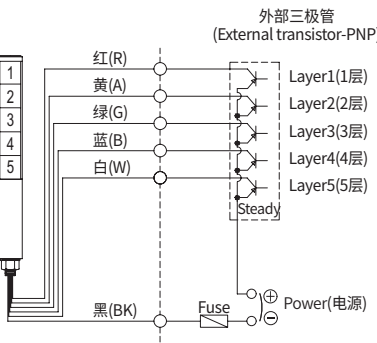 外部三极管
(External transistor-PNP)
1
2
3
4
5
红(R)
黄(A)
绿(G)
蓝(B)
白(W)
Layer1(1层)
Layer2(2层)
Layer3(3层)
Layer4(4层)
Layer5(5层)
Steady
黑(BK)
Fuse
Power(电源)